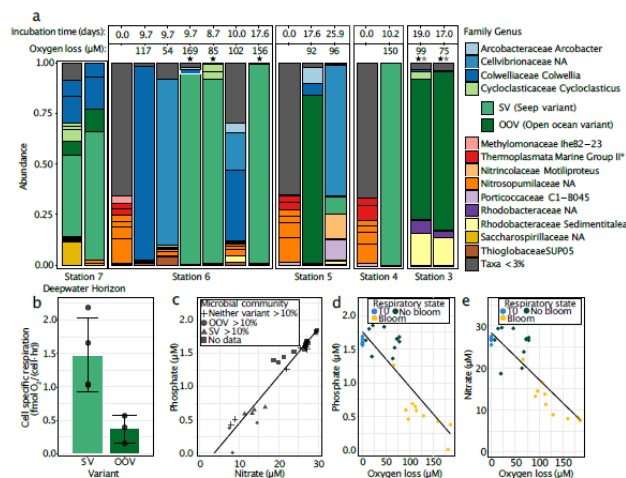 a
Incubation time (days)
0.0 9.7 9.7 9.7 9.7 10.0 17.6 0.0 17.6 25.9 0.0 10.0 19.0 17.0
Oxygen loss (µM)
117 54 169 85 102 156 92 96 150 99 75
★ ★ ★ ★★ ★★
Abundance
1.00
0.75
0.50
0.25
0.00
Station 7 Station 6 Station 5 Station 4 Station 3
Deepwater Horizon
Family Genus
Arcobacteraceae Arcobacter
Cellvibrionaceae NA
Colwelliaceae Colwellia
Cycloclasticaceae Cycloclasticus
SV (Seep variant)
OOV (Open ocean variant)
Methylomonaceae IheB2-23
Thermoplasmata Marine Group II*
Nitrincolaceae Motiliproteus
Nitrosopumilaceae NA
Porticoccaceae C1-B045
Rhodobacteraceae NA
Rhodobacteraceae Sedimentitalea
Saccharospirillaceae NA
ThioglobaceaeSUP05
Taxa <3%
b
Cell specific respiration
(fmol O₂/(cell· hr)
2.0
1.5
1.0
0.5
0.0
SV OOV
Variant
c
Microbial community
Neither variant >10%
OOV >10%
SV >10%
No data
Phosphate (µM)
1.5
1.0
0.5
0.0
0 10 20 30
Nitrate (µM)
d
Respiratory state
T0 No bloom
Bloom
Phosphate (µM)
1.5
1.0
0.5
0.0
0 50 100 150
Oxygen loss (µM)
e
Respiratory state
T0 No bloom
Bloom
Nitrate (µM)
30
20
10
0
0 50 100 150
Oxygen loss (µM)